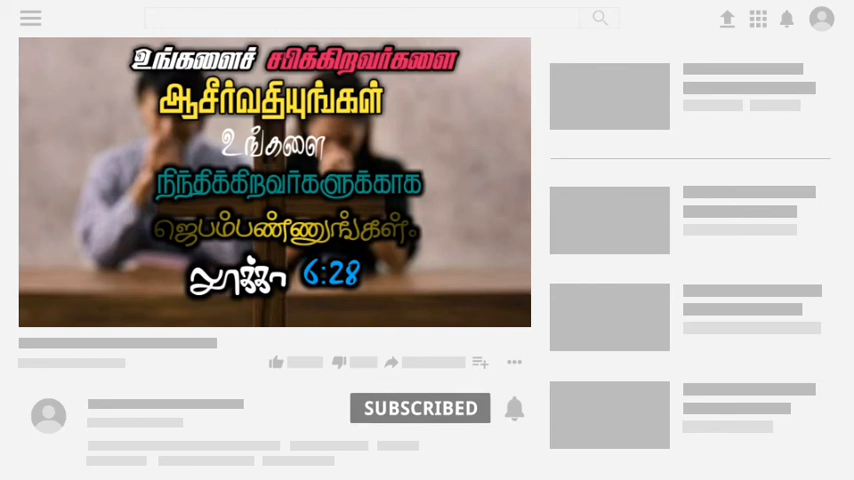 உங்களைச் சபிக்கிறவர்களை
ஆசீர்வதியுங்கள்
உங்களை
நிந்திக்கிறவர்களுக்காக
ஜெபம்பண்ணுங்கள்.
லூக்கா 6:28
SUBSCRIBED